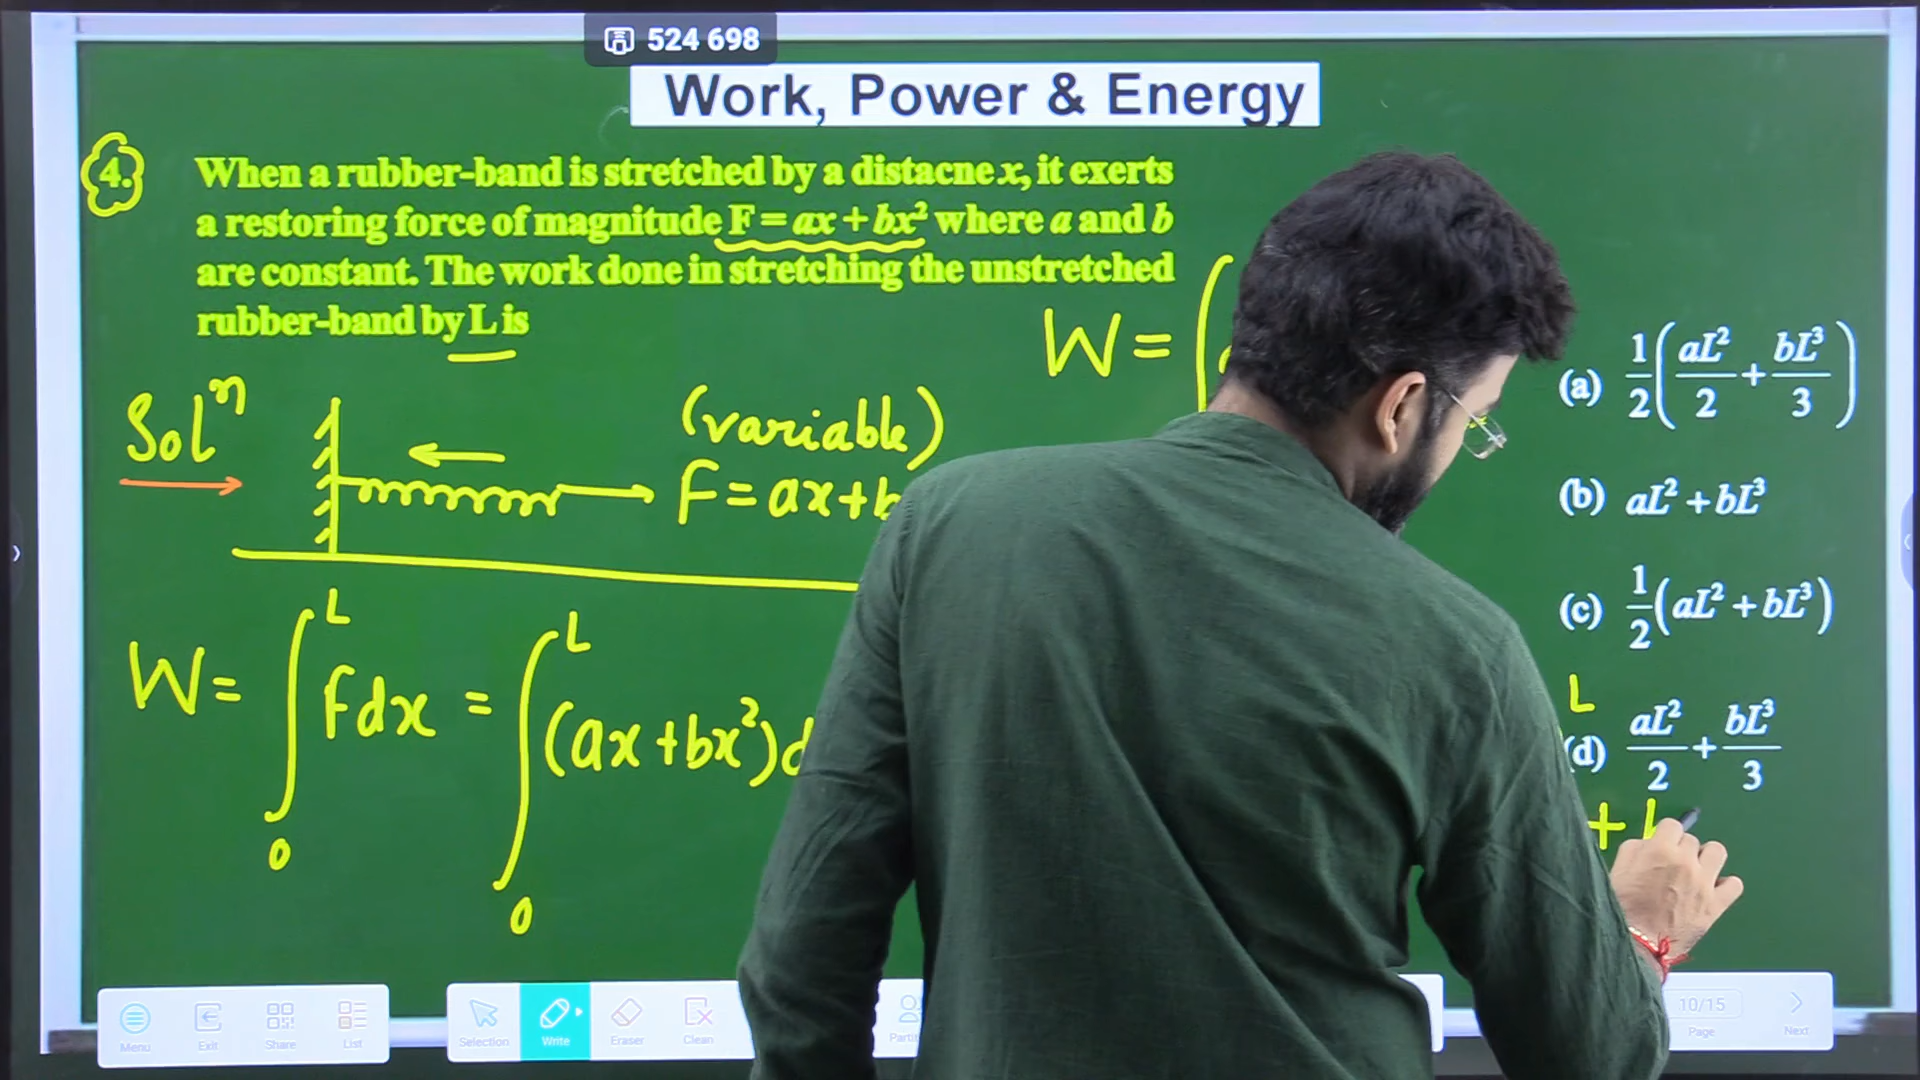 524 698
Work, Power & Energy
4. When a rubber-band is stretched by a distacne x, it exerts
a restoring force of magnitude F = ax + bx² where a and b
are constant. The work done in stretching the unstretched
rubber-band by L is
W =
(a) 1/2 (aL²/2 + bL³/3)
(b) aL² + bL³
(c) 1/2 (aL² + bL³)
(d) aL²/2 + bL³/3
Solⁿ
(variable)
F = ax + b
W = ∫₀ᴸ F dx = ∫₀ᴸ (ax + bx²) d
L
+ b
Menu Exit Share List Selection Write Eraser Clean 10/15 Page Next